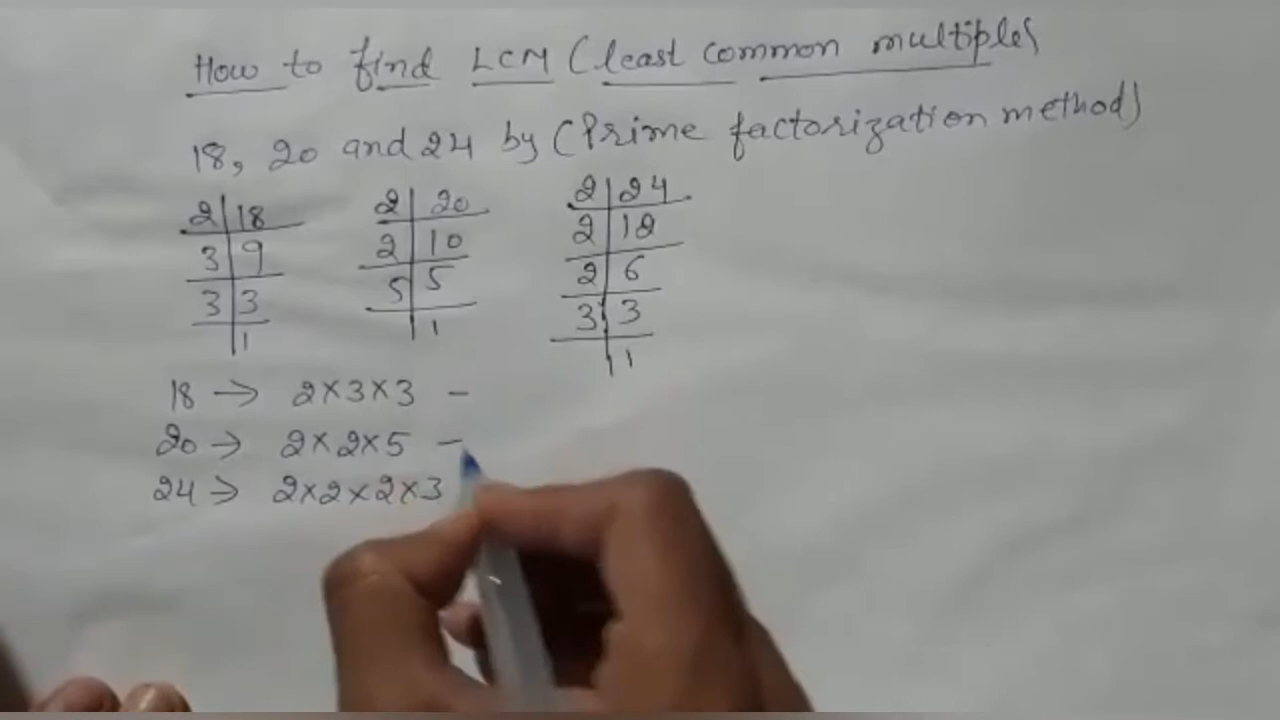 How to find LCM (least common multiples
18, 20 and 24 by (Prime factorization method)
2|18 2|20 2|24
3|9 2|10 2|12
3|3 5|5 2|6
|1 |1 3|3
|1
18 → 2×3×3 -
20 → 2×2×5 -
24 → 2×2×2×3